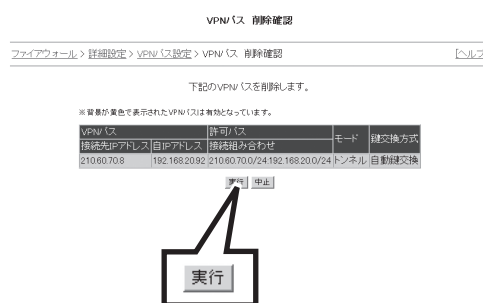 VPNパス 削除確認
ファイアウォール > 詳細設定 > VPNパス設定 > VPNパス 削除確認 [ヘルプ
下記のVPNパスを削除します。
※背景が黄色で表示されたVPNパスは有効となっています。
VPNパス 許可パス モード 鍵交換方式
接続先IPアドレス 自IPアドレス 接続組み合わせ
210.60.70.8 192.168.20.92 210.60.70.0/24:192.168.20.0/24 トンネル 自動鍵交換
実行 中止
実行